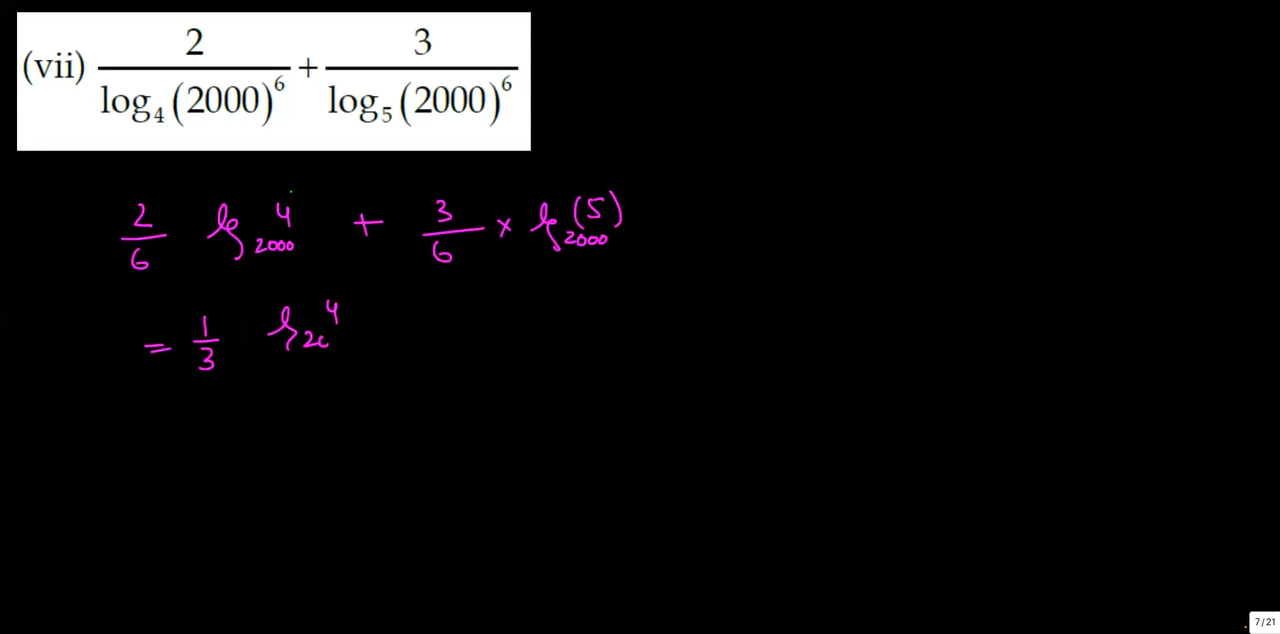 (vii) 2/log₄(2000)⁶ + 3/log₅(2000)⁶
2/6 log₂₀₀₀ 4 + 3/6 × log₂₀₀₀ (5)
= 1/3 log 4
7/21